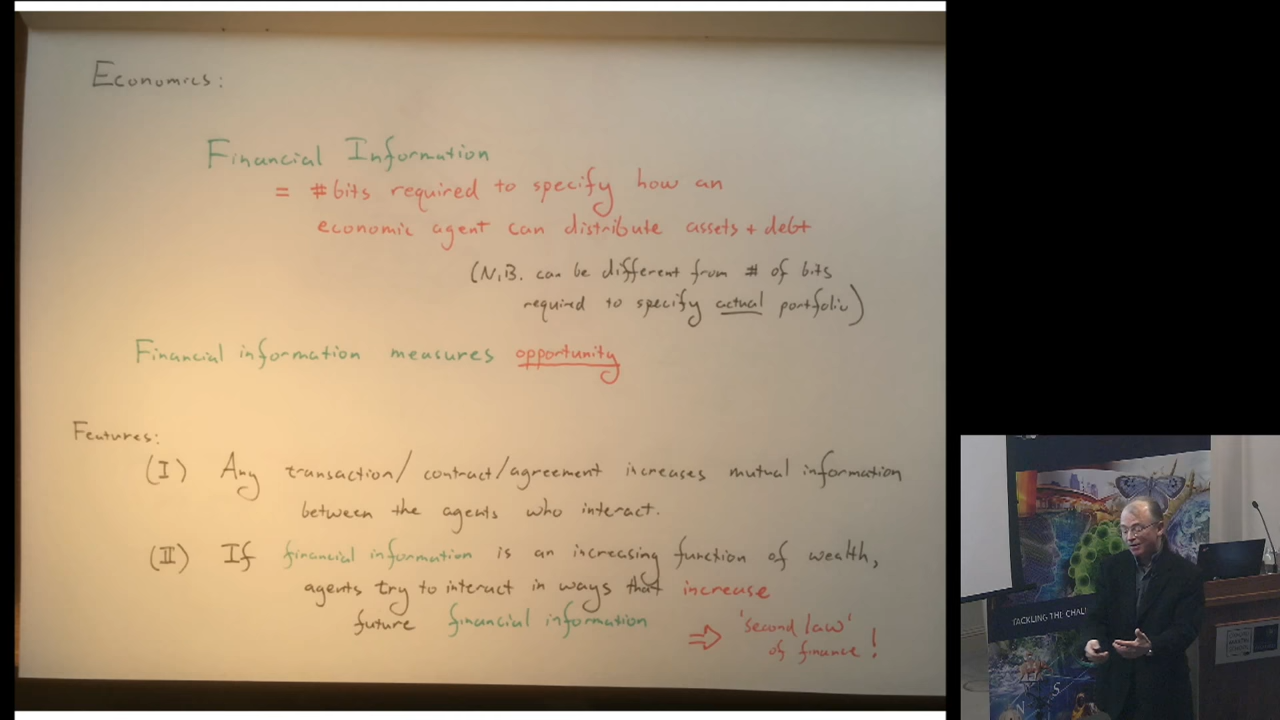 Economics:
Financial Information
= # bits required to specify how an
economic agent can distribute assets + debt
(N.B. can be different from # of bits
required to specify actual portfolio)
Financial information measures opportunity
Features:
(I) Any transaction/contract/agreement increases mutual information
between the agents who interact.
(II) If financial information is an increasing function of wealth,
agents try to interact in ways that increase
future financial information
⇒ 'second law'
of finance!
TACKLING THE
N
S